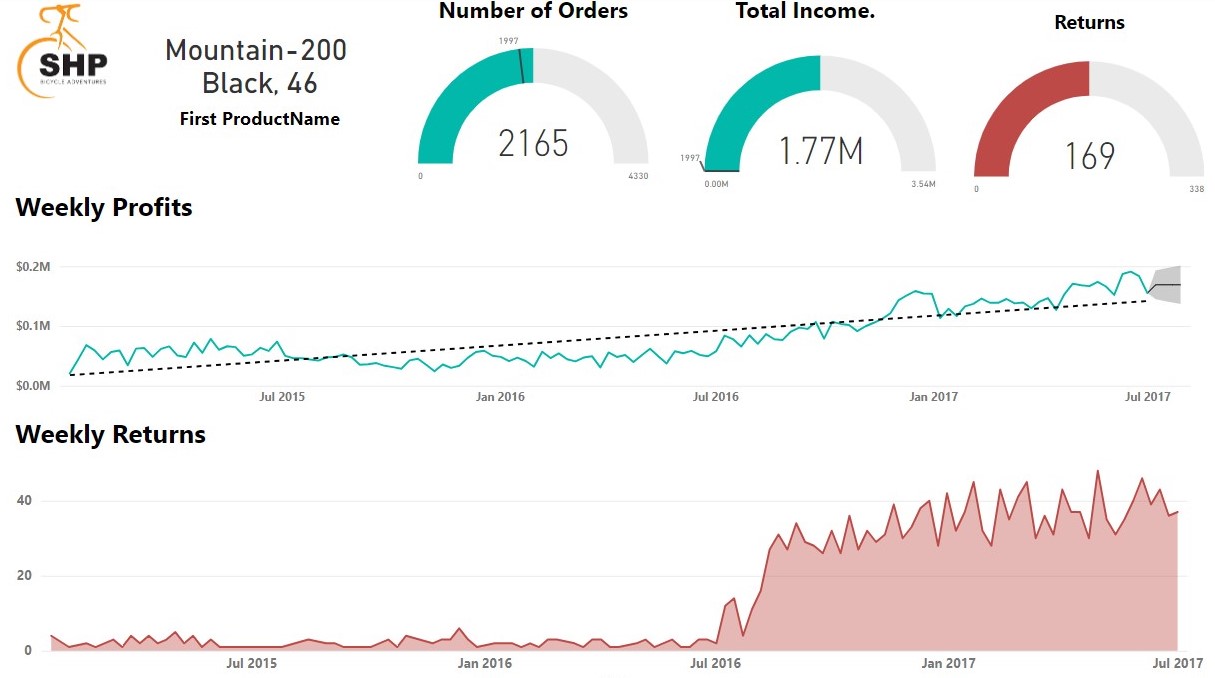 SHP
BICYCLE ADVENTURES
Mountain-200
Black, 46
First ProductName
Number of Orders
1997
2165
0
4330
Total Income.
1997
1.77M
0.00M
3.54M
Returns
169
0
338
Weekly Profits
$0.2M
$0.1M
$0.0M
Jul 2015
Jan 2016
Jul 2016
Jan 2017
Jul 2017
Weekly Returns
40
20
0
Jul 2015
Jan 2016
Jul 2016
Jan 2017
Jul 2017